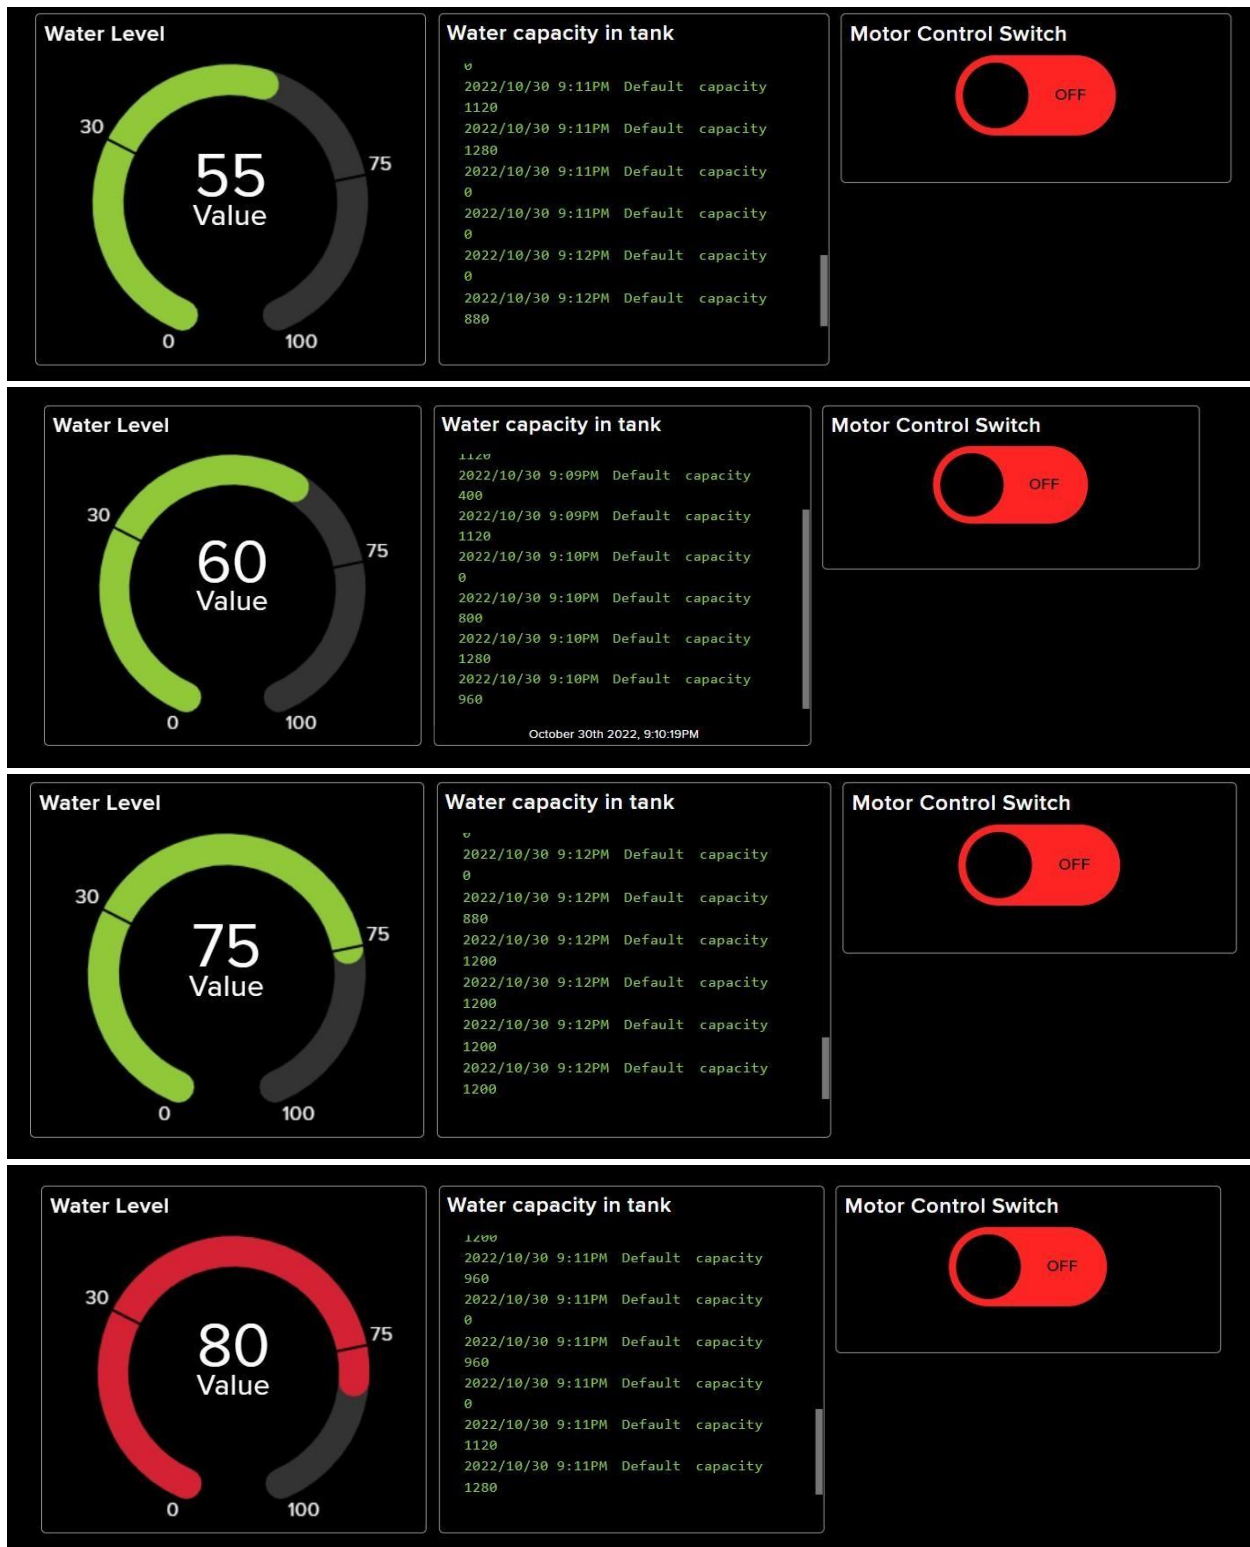 Water Level
30
75
55
Value
0
100
Water capacity in tank
0
2022/10/30 9:11PM Default capacity
1120
2022/10/30 9:11PM Default capacity
1280
2022/10/30 9:11PM Default capacity
0
2022/10/30 9:11PM Default capacity
0
2022/10/30 9:12PM Default capacity
0
2022/10/30 9:12PM Default capacity
880
Motor Control Switch
OFF
Water Level
30
75
60
Value
0
100
Water capacity in tank
1120
2022/10/30 9:09PM Default capacity
400
2022/10/30 9:09PM Default capacity
1120
2022/10/30 9:10PM Default capacity
0
2022/10/30 9:10PM Default capacity
800
2022/10/30 9:10PM Default capacity
1280
2022/10/30 9:10PM Default capacity
960
October 30th 2022, 9:10:19PM
Motor Control Switch
OFF
Water Level
30
75
75
Value
0
100
Water capacity in tank
0
2022/10/30 9:12PM Default capacity
0
2022/10/30 9:12PM Default capacity
880
2022/10/30 9:12PM Default capacity
1200
2022/10/30 9:12PM Default capacity
1200
2022/10/30 9:12PM Default capacity
1200
2022/10/30 9:12PM Default capacity
1200
Motor Control Switch
OFF
Water Level
30
75
80
Value
0
100
Water capacity in tank
1200
2022/10/30 9:11PM Default capacity
960
2022/10/30 9:11PM Default capacity
0
2022/10/30 9:11PM Default capacity
960
2022/10/30 9:11PM Default capacity
0
2022/10/30 9:11PM Default capacity
1120
2022/10/30 9:11PM Default capacity
1280
Motor Control Switch
OFF